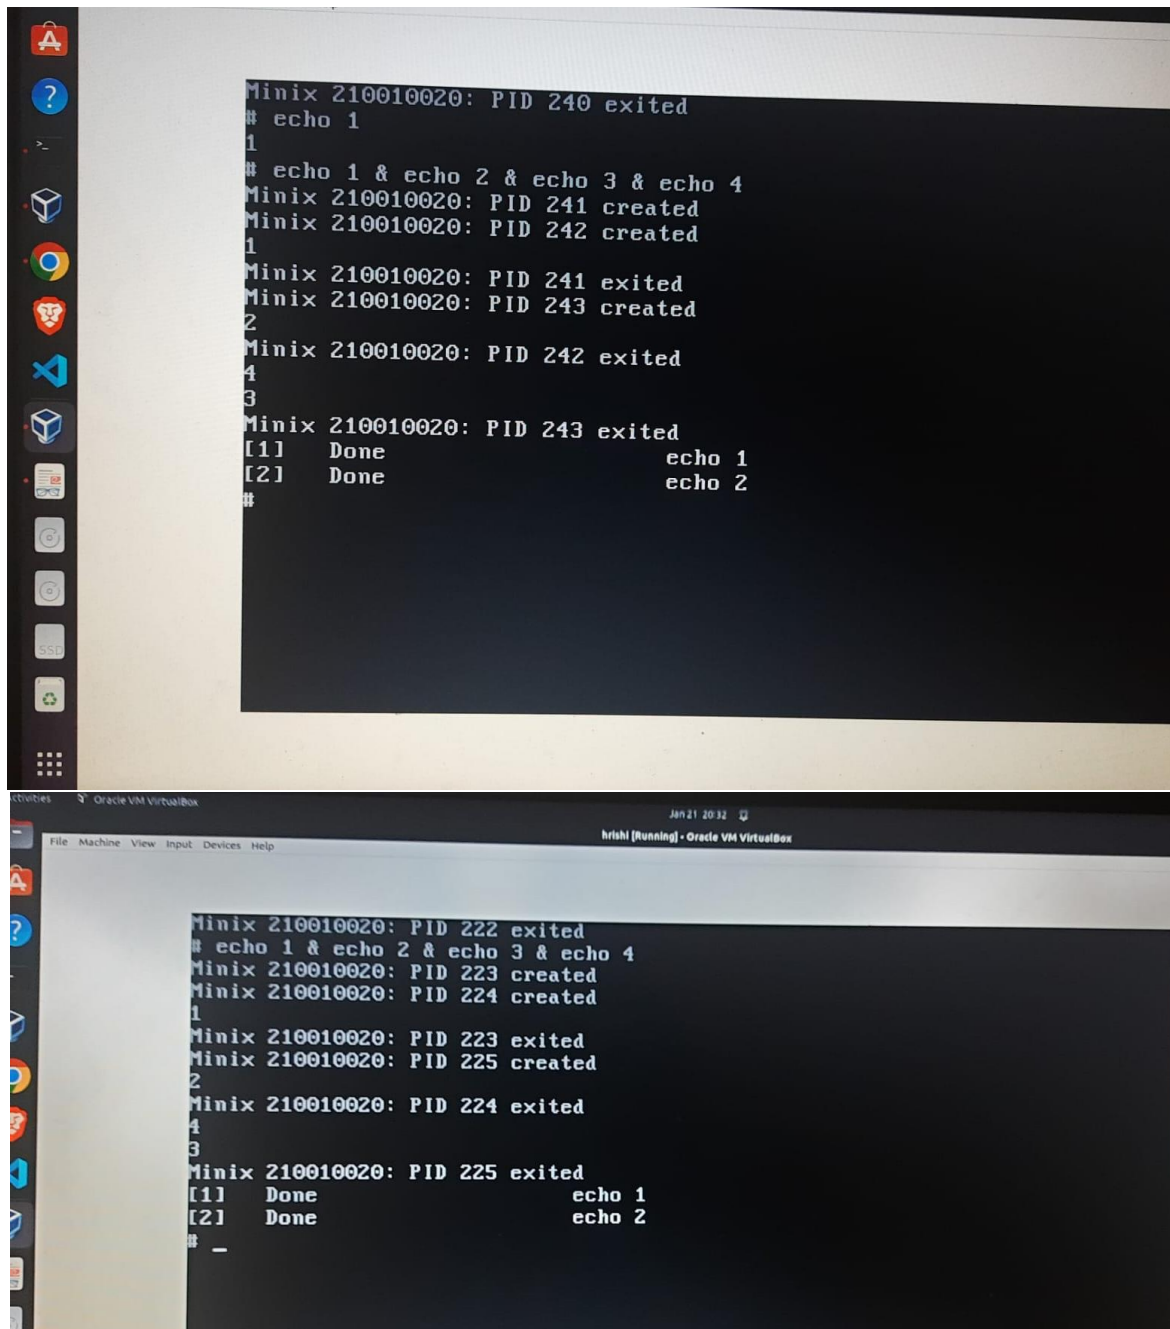 Minix 210010020: PID 240 exited
# echo 1
1
# echo 1 & echo 2 & echo 3 & echo 4
Minix 210010020: PID 241 created
Minix 210010020: PID 242 created
1
Minix 210010020: PID 241 exited
Minix 210010020: PID 243 created
2
Minix 210010020: PID 242 exited
4
3
Minix 210010020: PID 243 exited
[1] Done echo 1
[2] Done echo 2
#
SSD
Oracle VM VirtualBox
Jan 21 20:32
hrishi [Running] - Oracle VM VirtualBox
File Machine View Input Devices Help
Minix 210010020: PID 222 exited
# echo 1 & echo 2 & echo 3 & echo 4
Minix 210010020: PID 223 created
Minix 210010020: PID 224 created
1
Minix 210010020: PID 223 exited
Minix 210010020: PID 225 created
2
Minix 210010020: PID 224 exited
4
3
Minix 210010020: PID 225 exited
[1] Done echo 1
[2] Done echo 2
# _